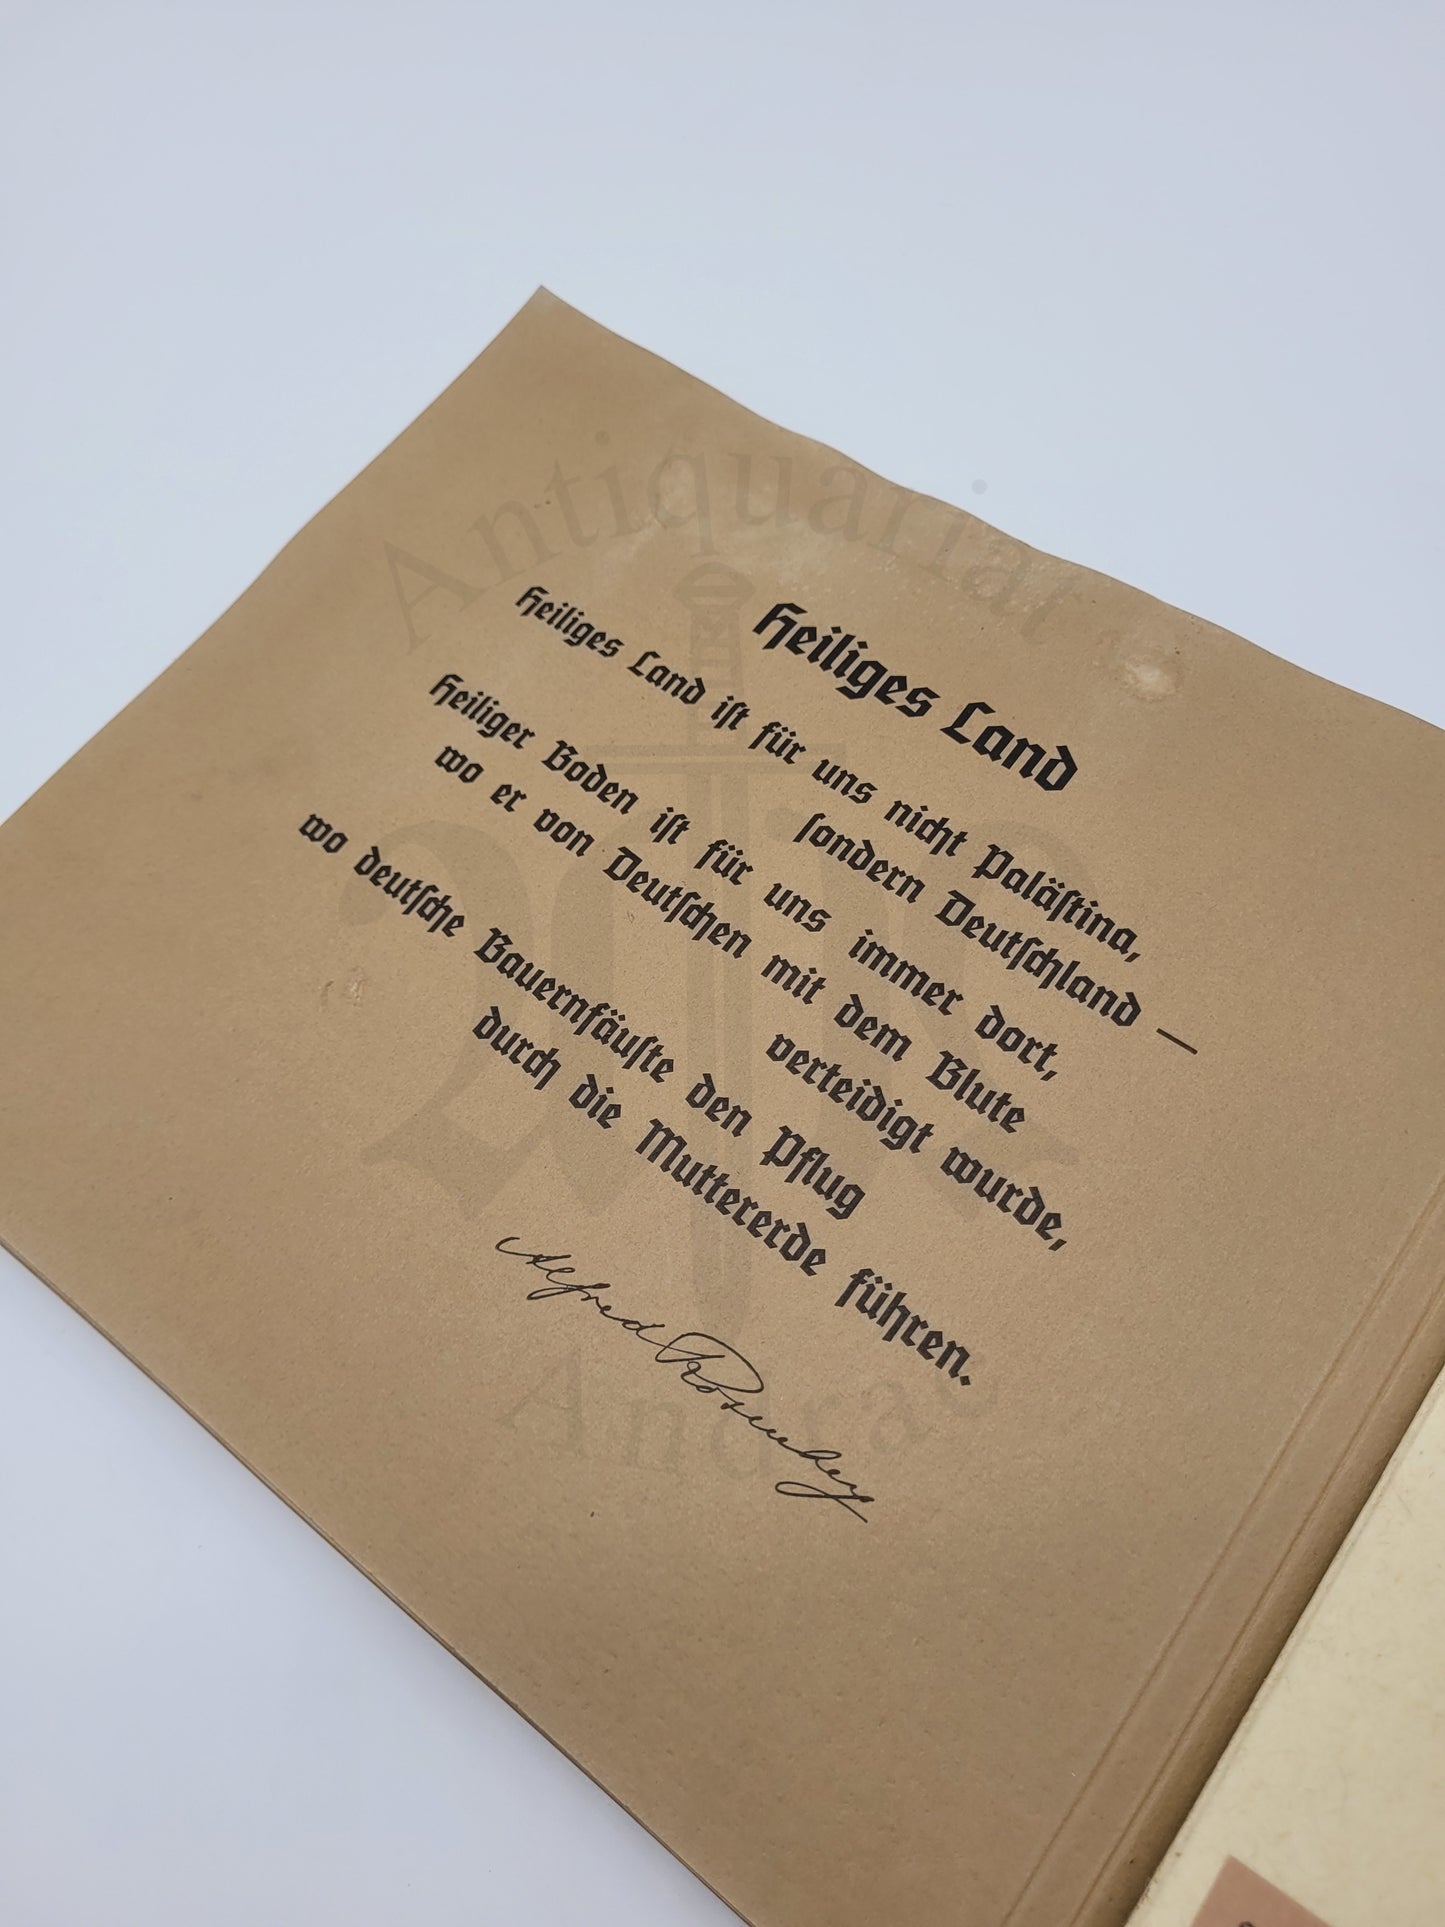 Heiliges Land
Heiliges Land ist für uns nicht Palästina,
sondern Deutschland —
Heiliger Boden ist für uns immer dort,
wo er von Deutschen mit dem Blute
verteidigt wurde,
wo deutsche Bauernfäuste den Pflug
durch die Muttererde führen.
Alfred Rosenberg
Antiquariat
Andra